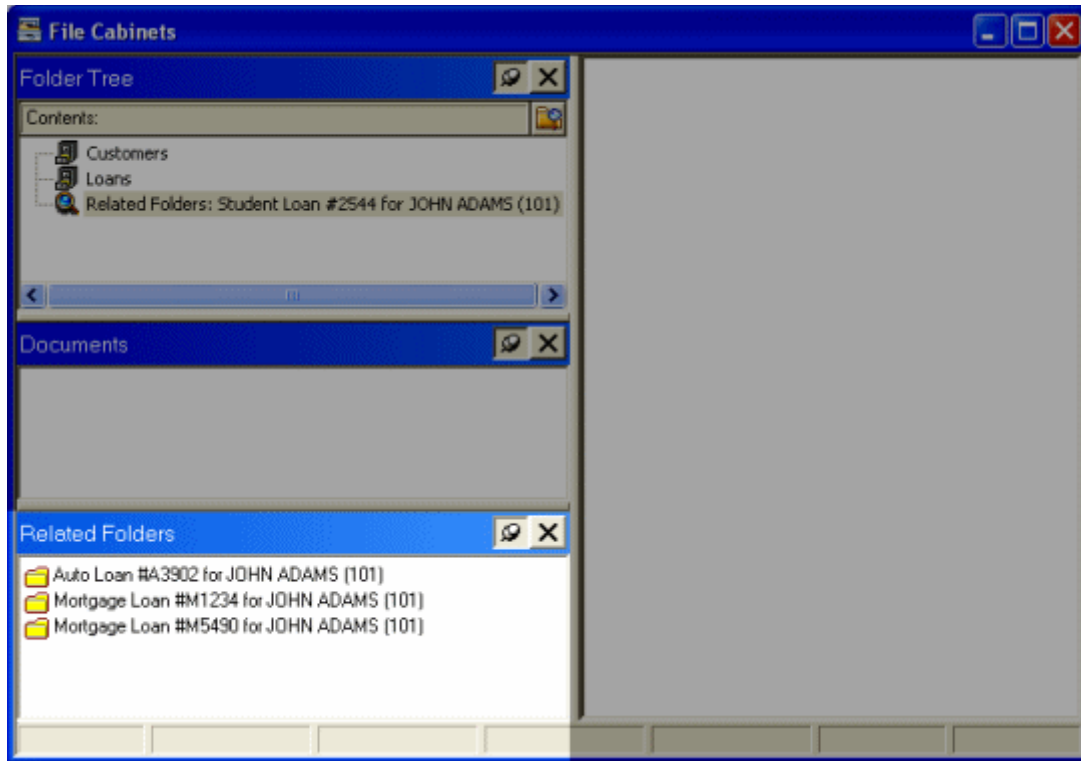 File Cabinets
Folder Tree
Contents:
Customers
Loans
Related Folders: Student Loan #2544 for JOHN ADAMS (101)
Documents
Related Folders
Auto Loan #A3902 for JOHN ADAMS (101)
Mortgage Loan #M1234 for JOHN ADAMS (101)
Mortgage Loan #M5490 for JOHN ADAMS (101)